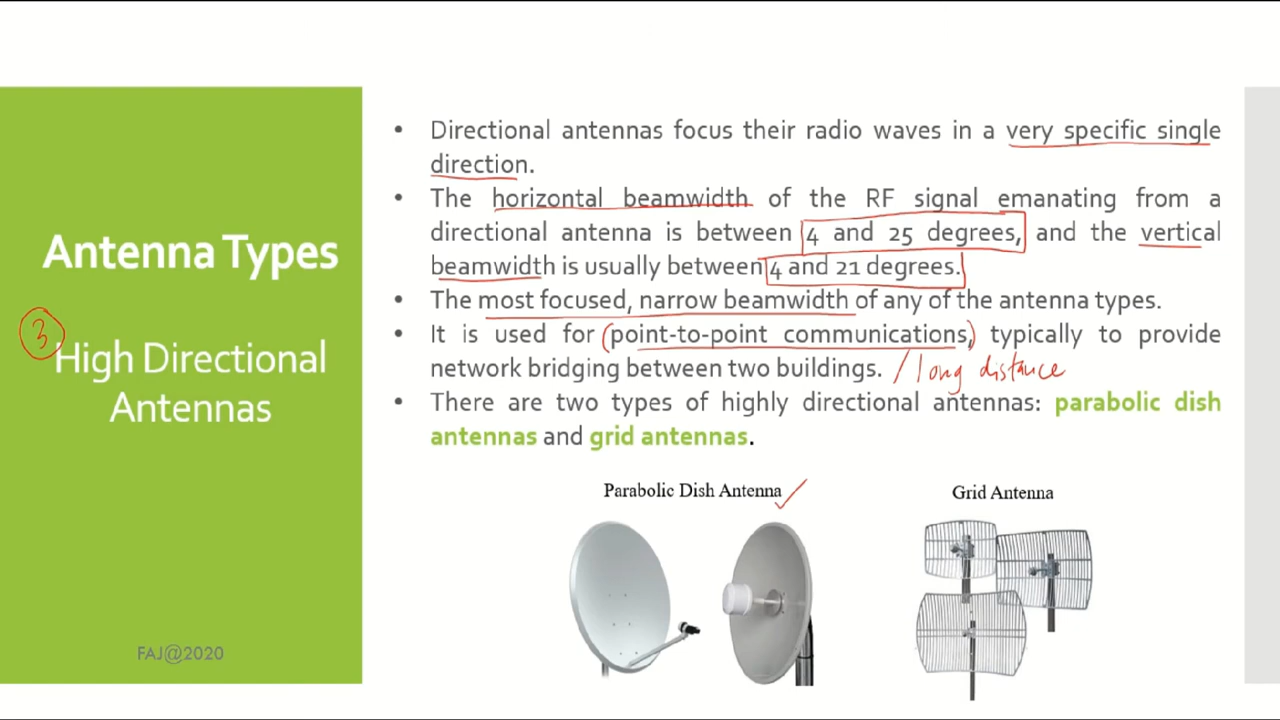 Antenna Types
3
High Directional
Antennas
FAJ@2020
• Directional antennas focus their radio waves in a very specific single
direction.
• The horizontal beamwidth of the RF signal emanating from a
directional antenna is between 4 and 25 degrees, and the vertical
beamwidth is usually between 4 and 21 degrees.
• The most focused, narrow beamwidth of any of the antenna types.
• It is used for (point-to-point communications,) typically to provide
network bridging between two buildings. / long distance
• There are two types of highly directional antennas: parabolic dish
antennas and grid antennas.
Parabolic Dish Antenna
Grid Antenna